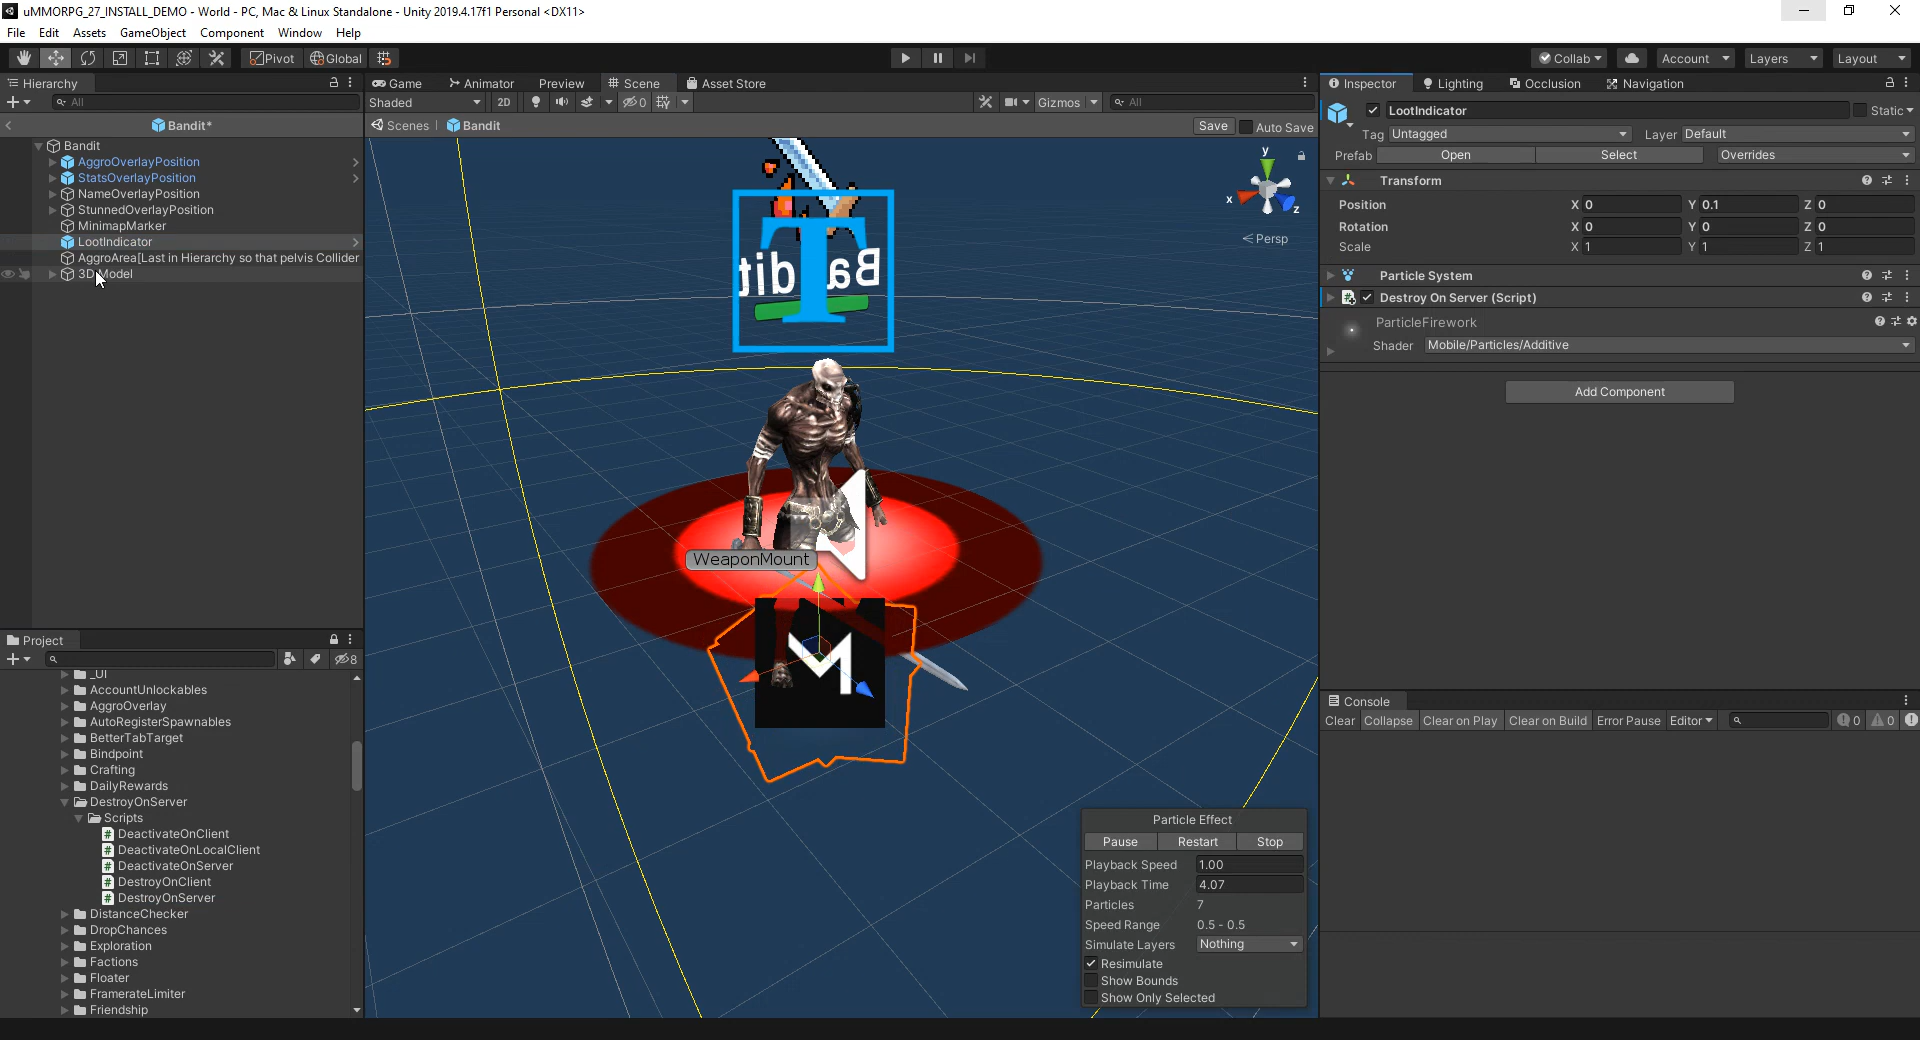 uMMORPG_27_INSTALL_DEMO - World - PC, Mac & Linux Standalone - Unity 2019.4.17f1 Personal <DX11>
File Edit Assets GameObject Component Window Help
Pivot Global Collab Account Layers Layout
Hierarchy Game Animator Preview Scene Asset Store Inspector Lighting Occlusion Navigation
All Shaded 2D 0 Gizmos All LootIndicator Static
Bandit* Scenes Bandit Save Auto Save
Tag Untagged Layer Default
Prefab Open Select Overrides
Bandit
AggroOverlayPosition
StatsOverlayPosition
NameOverlayPosition
StunnedOverlayPosition
MinimapMarker
LootIndicator
AggroArea[Last in Hierarchy so that pelvis Collider
3D Model
y
x
z
Persp
Bandit
T
WeaponMount
Transform
Position X 0 Y 0.1 Z 0
Rotation X 0 Y 0 Z 0
Scale X 1 Y 1 Z 1
Particle System
Destroy On Server (Script)
ParticleFirework
Shader Mobile/Particles/Additive
Add Component
Project
8
_UI
AccountUnlockables
AggroOverlay
AutoRegisterSpawnables
BetterTabTarget
Bindpoint
Crafting
DailyRewards
DestroyOnServer
Scripts
DeactivateOnClient
DeactivateOnLocalClient
DeactivateOnServer
DestroyOnClient
DestroyOnServer
DistanceChecker
DropChances
Exploration
Factions
Floater
FramerateLimiter
Friendship
Particle Effect
Pause Restart Stop
Playback Speed 1.00
Playback Time 4.07
Particles 7
Speed Range 0.5 - 0.5
Simulate Layers Nothing
Resimulate
Show Bounds
Show Only Selected
Console
Clear Collapse Clear on Play Clear on Build Error Pause Editor 0 0